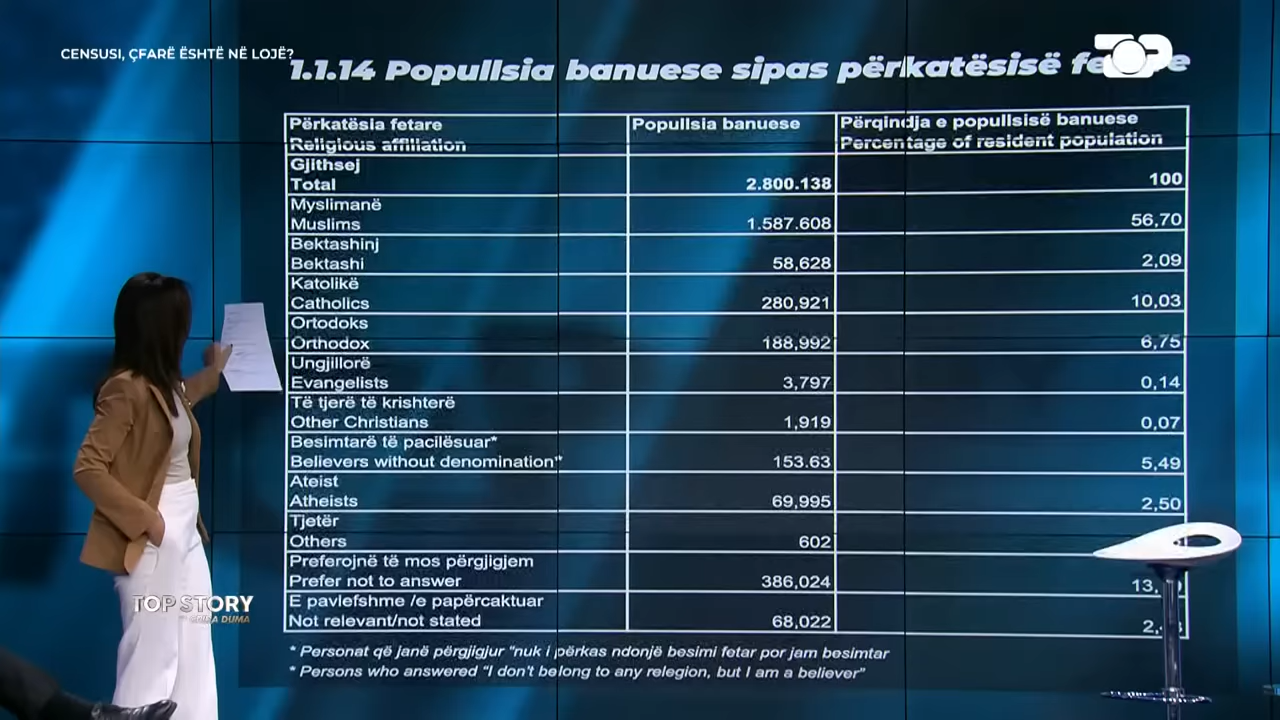 CENSUSI, ÇFARË ËSHTË NË LOJË?
1.1.14 Popullsia banuese sipas përkatësisë
Përkatësia fetare Popullsia banuese Përqindja e popullsisë banuese
Religious affiliation Percentage of resident population
Gjithsej
Total 2.800.138 100
Myslimanë
Muslims 1.587.608 56,70
Bektashinj
Bektashi 58,628 2,09
Katolikë
Catholics 280,921 10,03
Ortodoks
Orthodox 188,992 6,75
Ungjillorë
Evangelists 3,797 0,14
Të tjerë të krishterë
Other Christians 1,919 0,07
Besimtarë të pacilësuar*
Believers without denomination* 153.63 5,49
Ateist
Atheists 69,995 2,50
Tjetër
Others 602
Preferojnë të mos përgjigjem
Prefer not to answer 386,024
E pavlefshme /e papërcaktuar
Not relevant/not stated 68,022
* Personat që janë përgjigjur "nuk i përkas ndonjë besimi fetar por jam besimtar
* Persons who answered "I don't belong to any relegion, but I am a believer"
TOP STORY
TOP